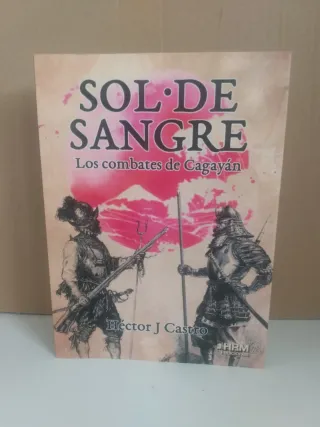 SOL·DE
SANGRE
Los combates de Cagayán
Héctor J Castro
HRM